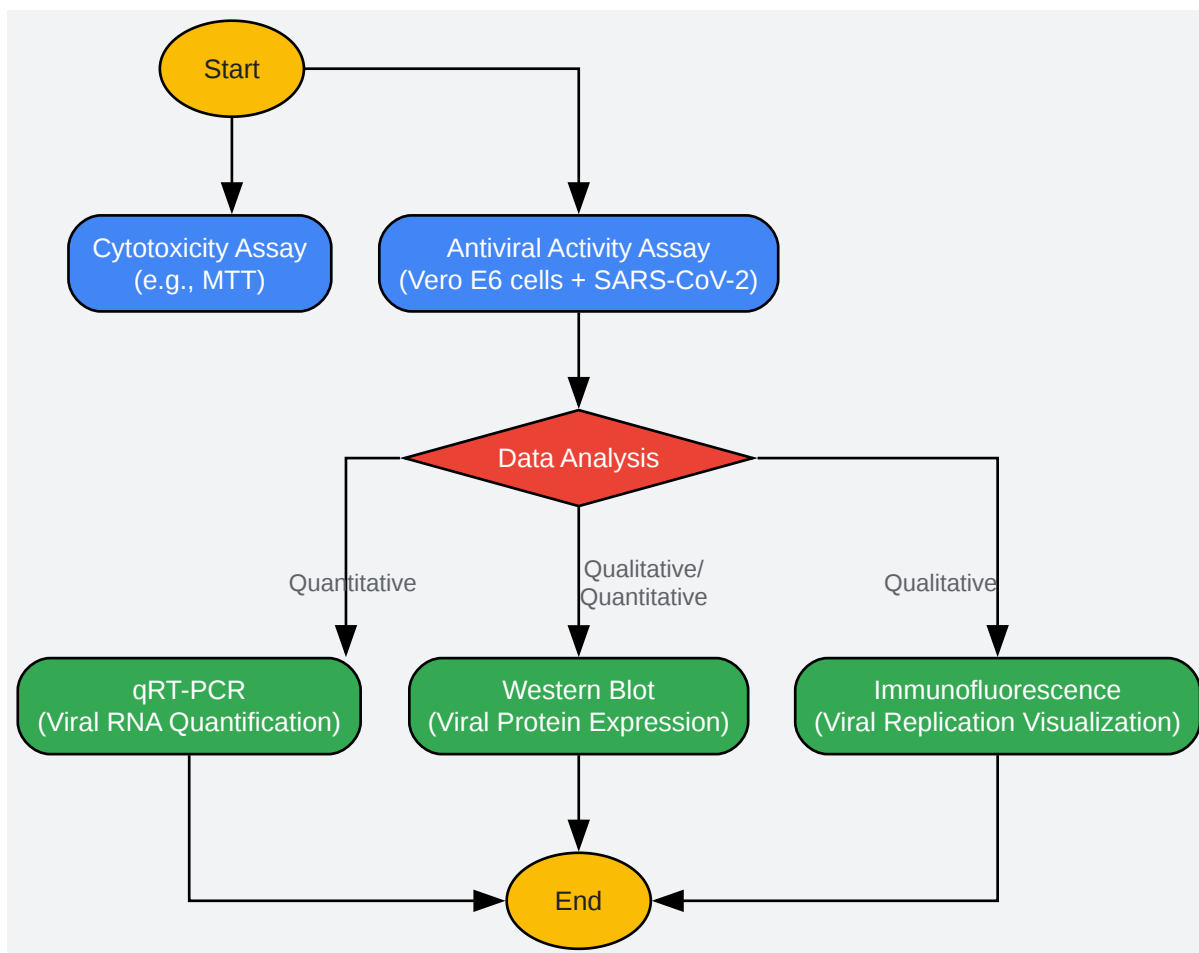 Start
Cytotoxicity Assay
(e.g., MTT)
Antiviral Activity Assay
(Vero E6 cells + SARS-CoV-2)
Data Analysis
Quantitative
Qualitative/
Quantitative
Qualitative
qRT-PCR
(Viral RNA Quantification)
Western Blot
(Viral Protein Expression)
Immunofluorescence
(Viral Replication Visualization)
End